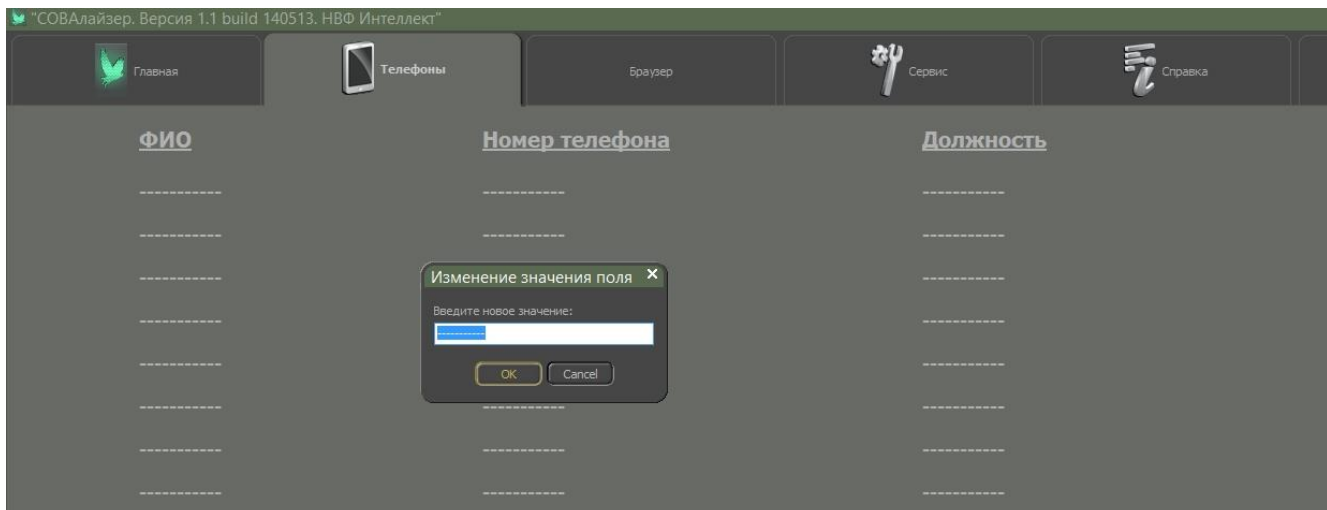 "СОВАлайзер. Версия 1.1 build 140513. НВФ Интеллект"
Главная Телефоны Браузер Сервис Справка
ФИО Номер телефона Должность
----------- ----------- -----------
----------- ----------- -----------
----------- -----------
Изменение значения поля
Введите новое значение:
-----------
----------- -----------
OK Cancel
----------- -----------
----------- ----------- -----------
----------- ----------- -----------
----------- ----------- -----------